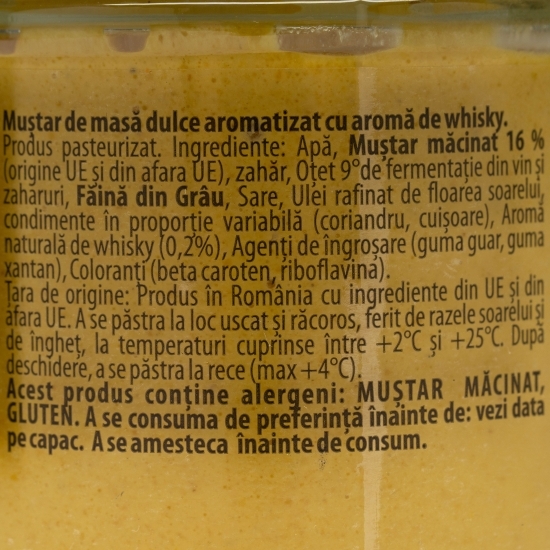 Muștar de masă dulce aromatizat cu aromă de whisky.
Produs pasteurizat. Ingrediente: Apă, Muștar măcinat 16 %
(origine UE și din afara UE), zahăr, Oțet 9° de fermentație din vin și
zaharuri, Făină din Grâu, Sare, Ulei rafinat de floarea soarelui,
condimente în proporție variabilă (coriandru, cuișoare), Aromă
naturală de whisky (0,2%), Agenți de îngroșare (guma guar, guma
xantan), Coloranți (beta caroten, riboflavina).
Țara de origine: Produs în România cu ingrediente din UE și din
afara UE. A se păstra la loc uscat și răcoros, ferit de razele soarelui și
de îngheț, la temperaturi cuprinse între +2°C și +25°C. După
deschidere, a se păstra la rece (max +4°C).
Acest produs conține alergeni: MUȘTAR MĂCINAT,
GLUTEN. A se consuma de preferință înainte de: vezi data
pe capac. A se amesteca înainte de consum.